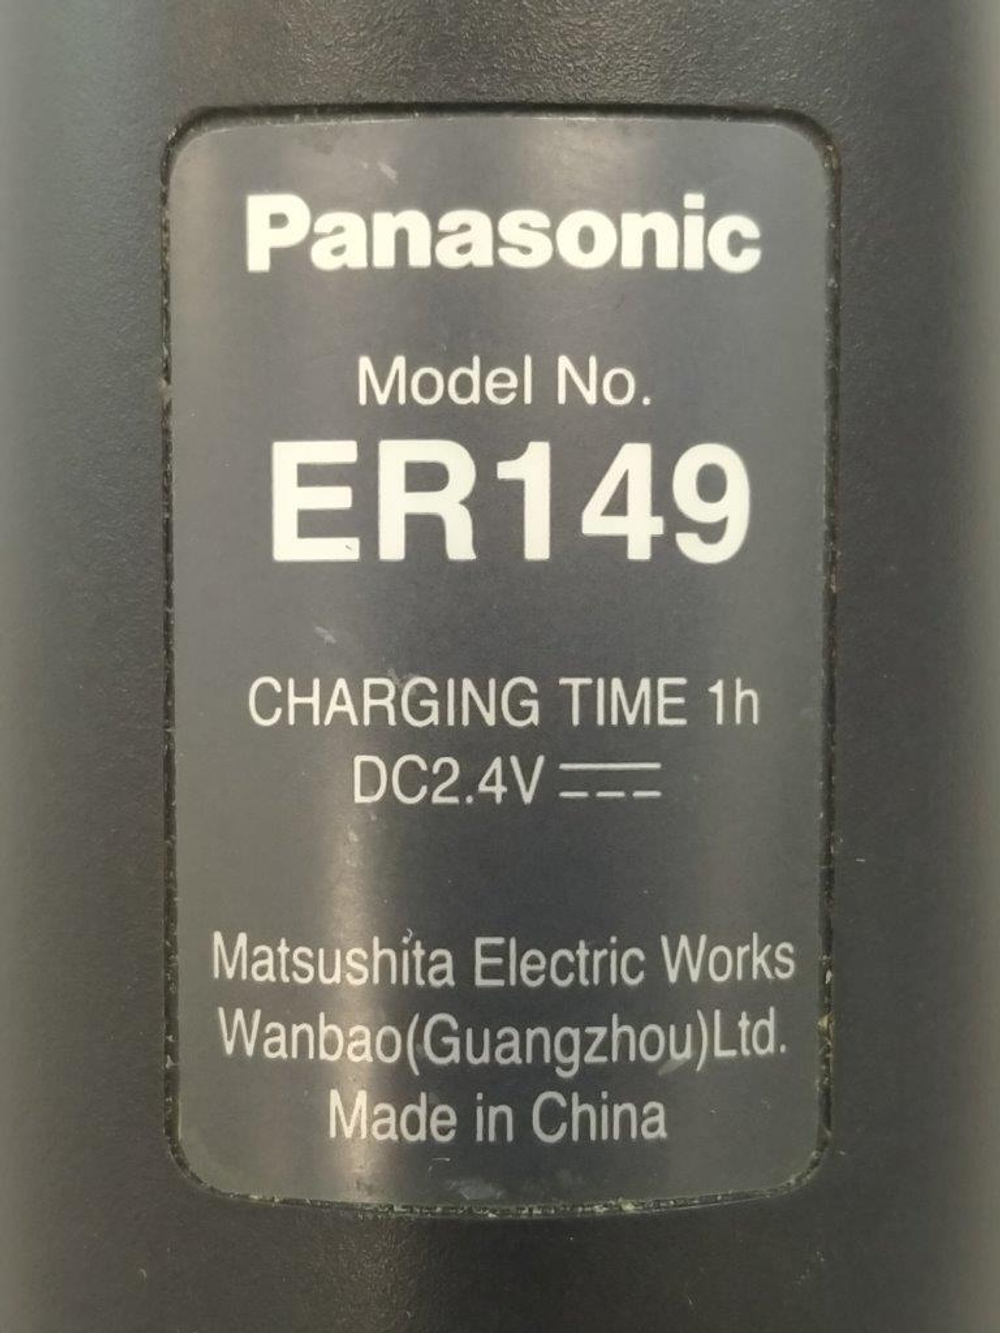 Panasonic
Model No.
ER149
CHARGING TIME 1h
DC2.4V ⎓
Matsushita Electric Works
Wanbao(Guangzhou)Ltd.
Made in China